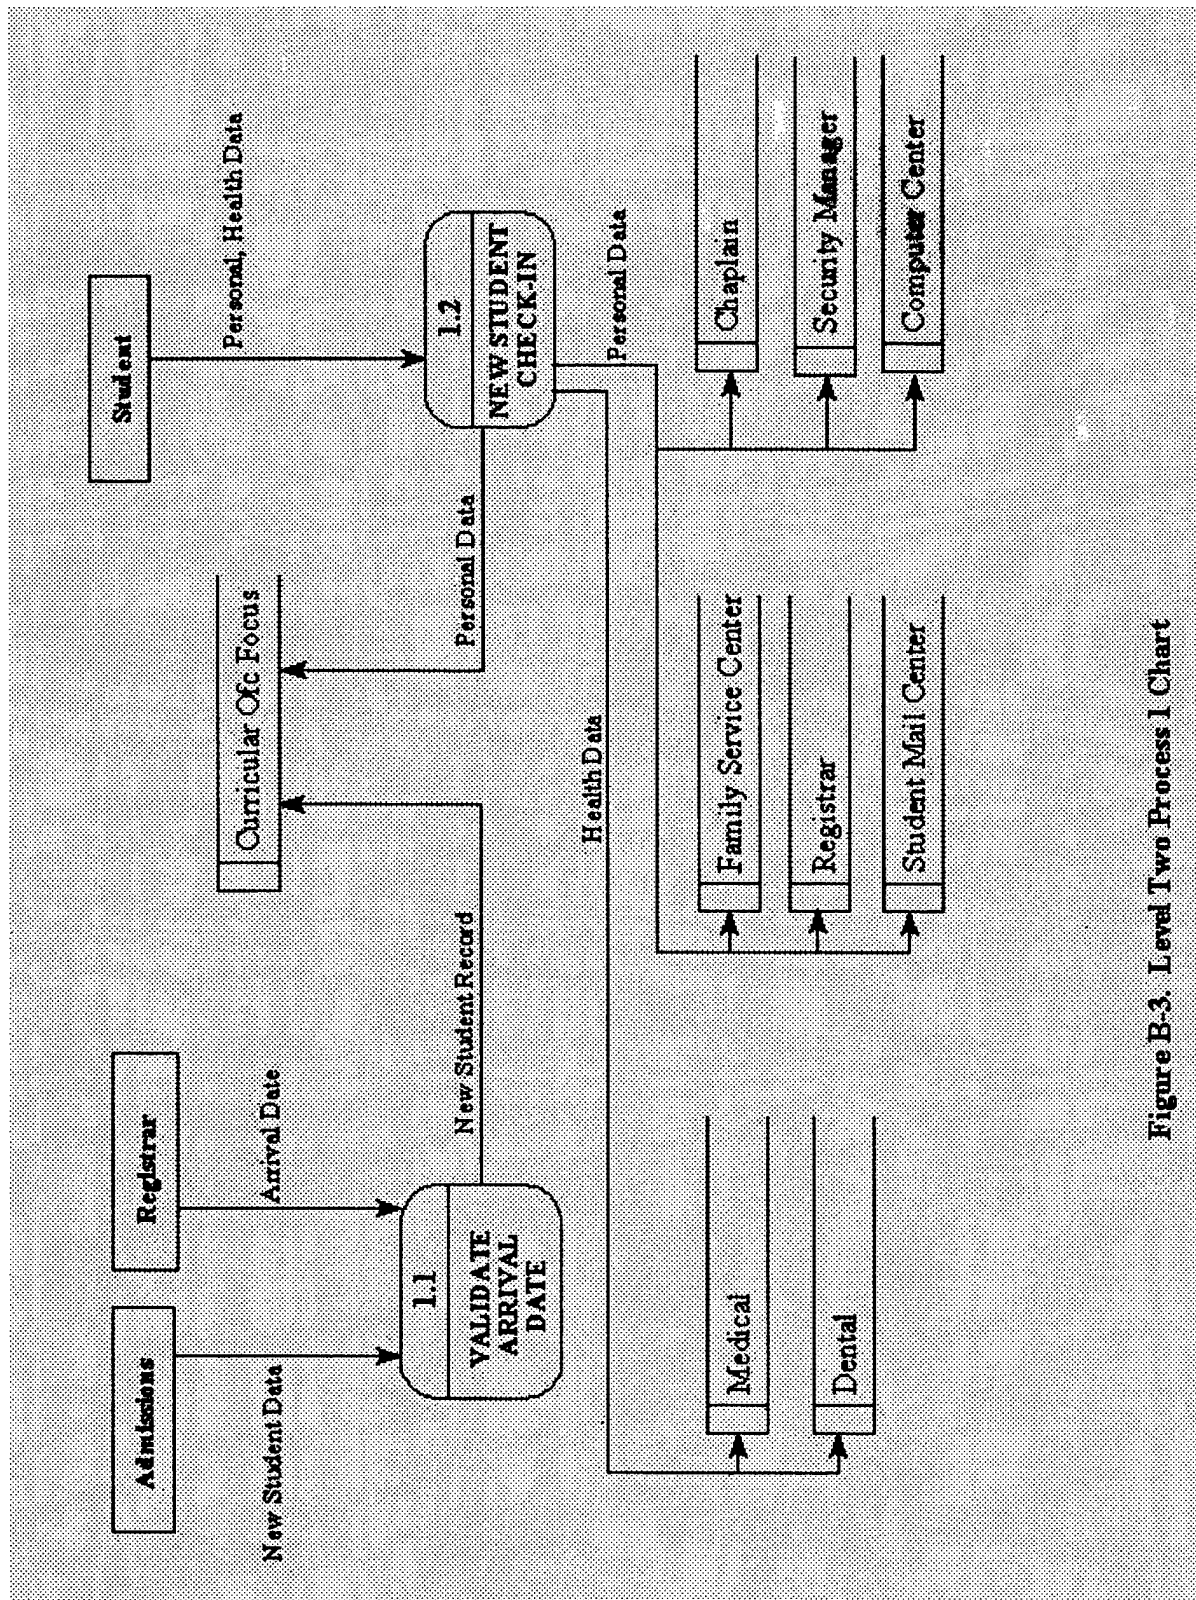 Admissions
Registrar
Student
New Student Data
Arrival Date
Personal, Health Data
Curricular Ofc Focus
1.1
VALIDATE
ARRIVAL
DATE
New Student Record
Personal Data
1.2
NEW STUDENT
CHECK-IN
Health Data
Personal Data
Medical
Dental
Family Service Center
Registrar
Student Mail Center
Chaplain
Security Manager
Computer Center
Figure B-3. Level Two Process 1 Chart